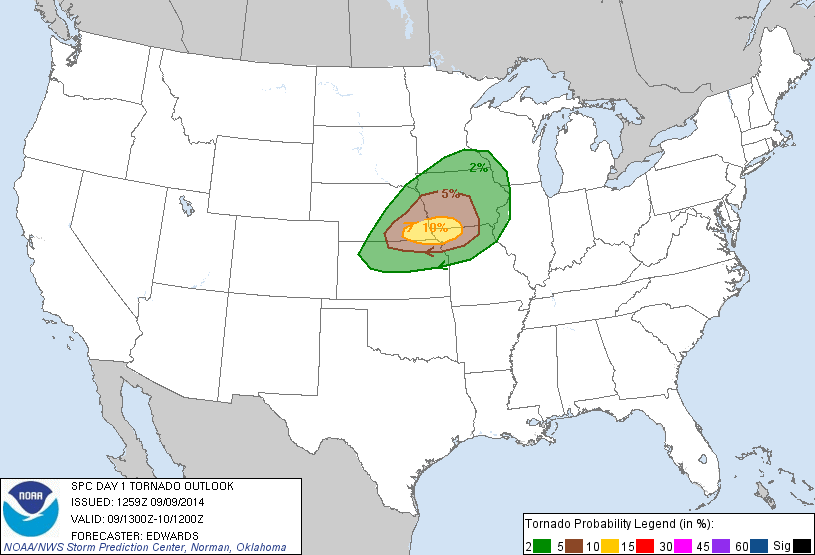 2%
5%
10%
NOAA
SPC DAY 1 TORNADO OUTLOOK
ISSUED: 1259Z 09/09/2014
VALID: 09/1300Z-10/1200Z
FORECASTER: EDWARDS
NOAA/NWS Storm Prediction Center, Norman, Oklahoma
Tornado Probability Legend (in %):
2 5 10 15 30 45 60 Sig